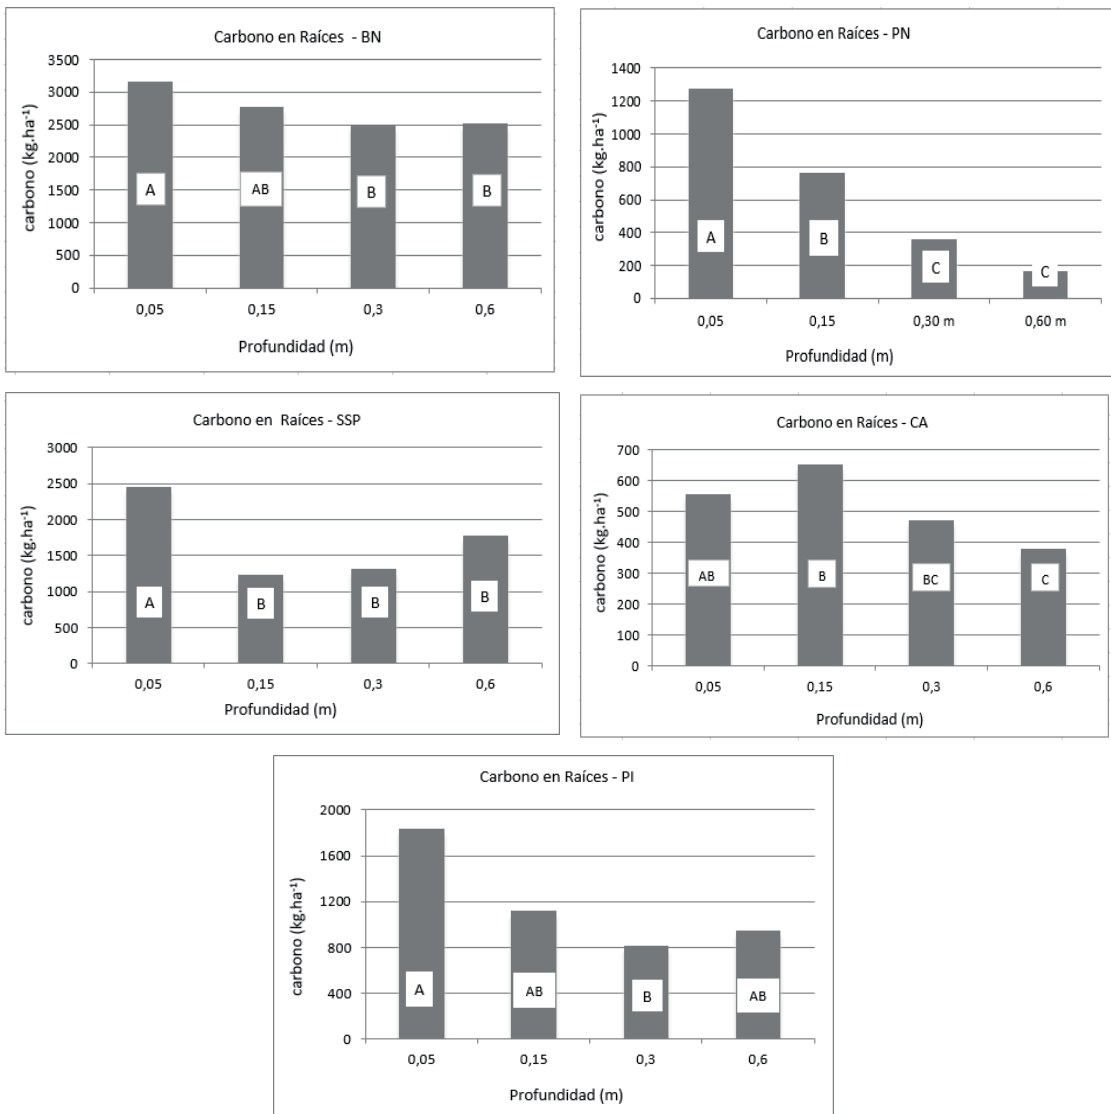 Carbono en Raíces - BN
carbono (kg.ha⁻¹)
3500
3000
2500
2000
1500
1000
500
0
A
AB
B
B
0,05
0,15
0,3
0,6
Profundidad (m)
Carbono en Raíces - PN
carbono (kg.ha⁻¹)
1400
1200
1000
800
600
400
200
0
A
B
C
C
0,05
0,15
0,30 m
0,60 m
Profundidad (m)
Carbono en Raíces - SSP
carbono (kg.ha⁻¹)
3000
2500
2000
1500
1000
500
0
A
B
B
B
0,05
0,15
0,3
0,6
Profundidad (m)
Carbono en Raíces - CA
carbono (kg.ha⁻¹)
700
600
500
400
300
200
100
0
AB
B
BC
C
0,05
0,15
0,3
0,6
Profundidad (m)
Carbono en Raíces - PI
carbono (kg.ha⁻¹)
2000
1600
1200
800
400
0
A
AB
B
AB
0,05
0,15
0,3
0,6
Profundidad (m)